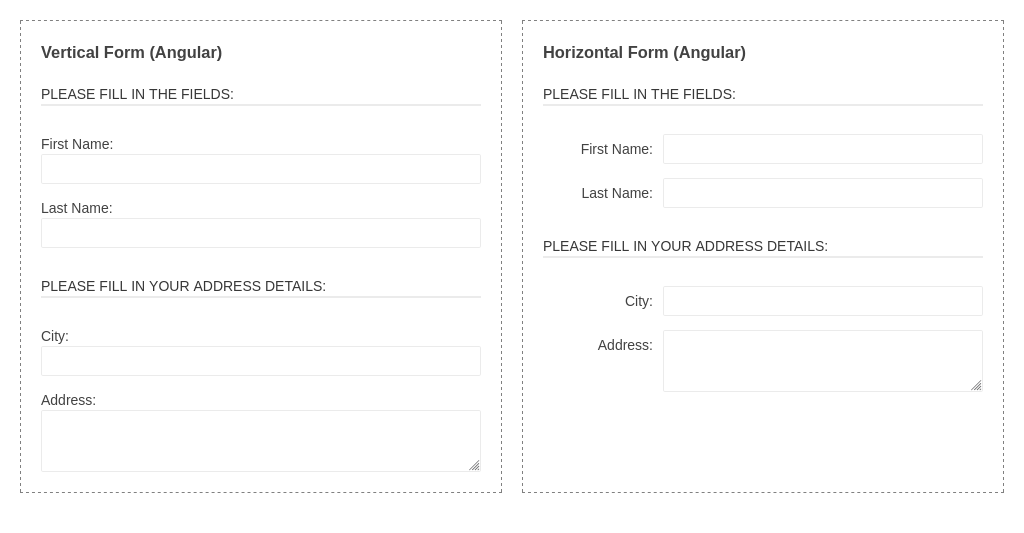 Vertical Form (Angular)
PLEASE FILL IN THE FIELDS:
First Name:
Last Name:
PLEASE FILL IN YOUR ADDRESS DETAILS:
City:
Address:
Horizontal Form (Angular)
PLEASE FILL IN THE FIELDS:
First Name:
Last Name:
PLEASE FILL IN YOUR ADDRESS DETAILS:
City:
Address: